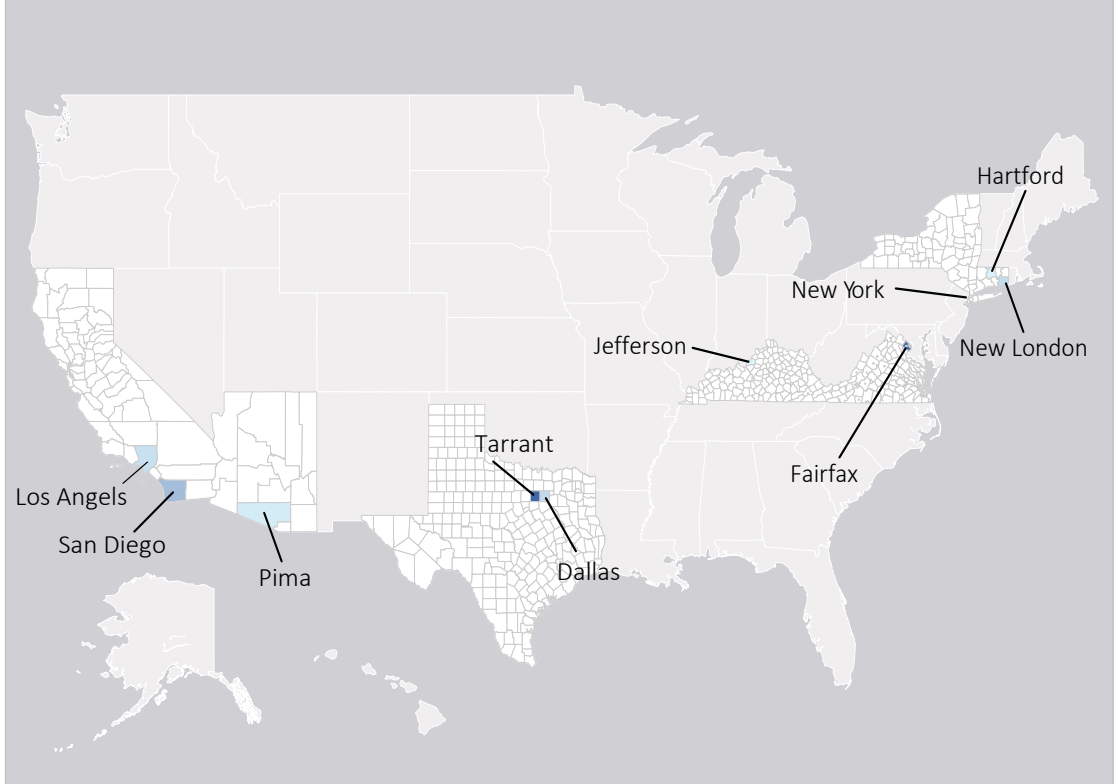 Hartford
New York
Jefferson
New London
Tarrant
Fairfax
Los Angels
San Diego
Pima
Dallas